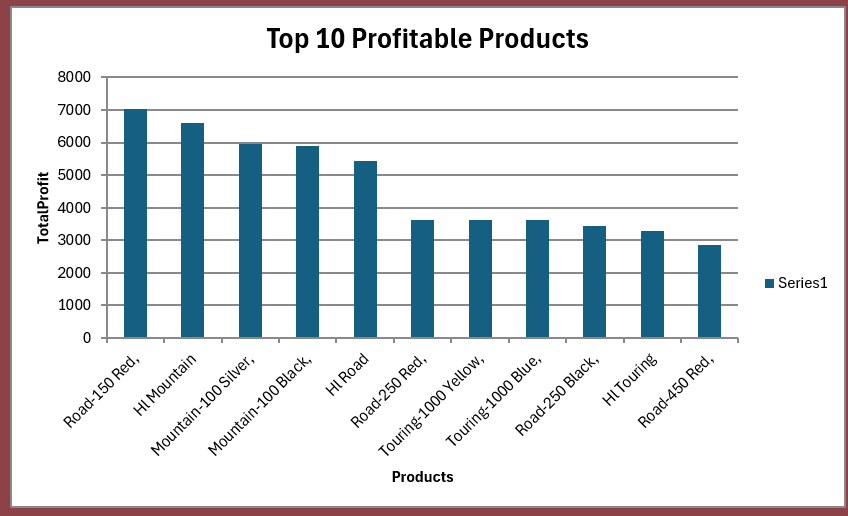 Top 10 Profitable Products
8000
7000
6000
5000
4000
3000
2000
1000
0
TotalProfit
Road-150 Red,
Hl Mountain
Mountain-100 Silver,
Mountain-100 Black,
Hl Road
Road-250 Red,
Touring-1000 Yellow,
Touring-1000 Blue,
Road-250 Black,
Hl Touring
Road-450 Red,
Products
Series1